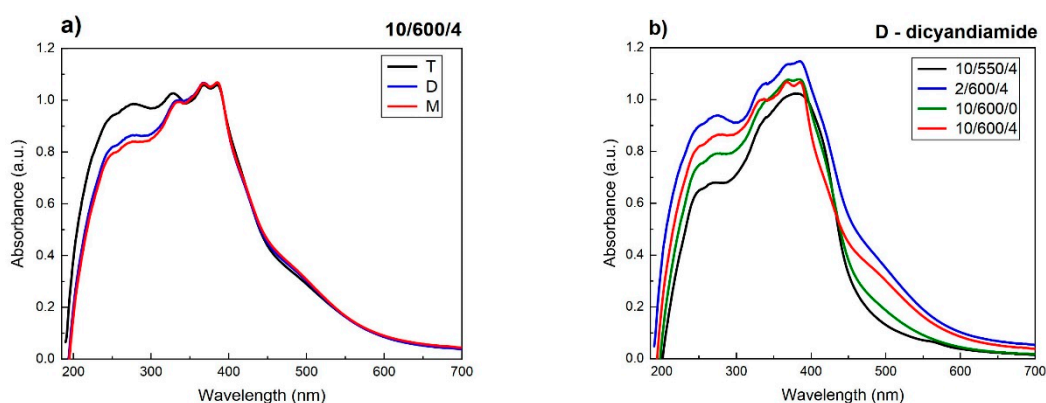 a)
10/600/4
T
D
M
1.2
1.0
0.8
0.6
0.4
0.2
0.0
Absorbance (a.u.)
200 300 400 500 600 700
Wavelength (nm)
b)
D - dicyandiamide
10/550/4
2/600/4
10/600/0
10/600/4
1.2
1.0
0.8
0.6
0.4
0.2
0.0
Absorbance (a.u.)
200 300 400 500 600 700
Wavelength (nm)